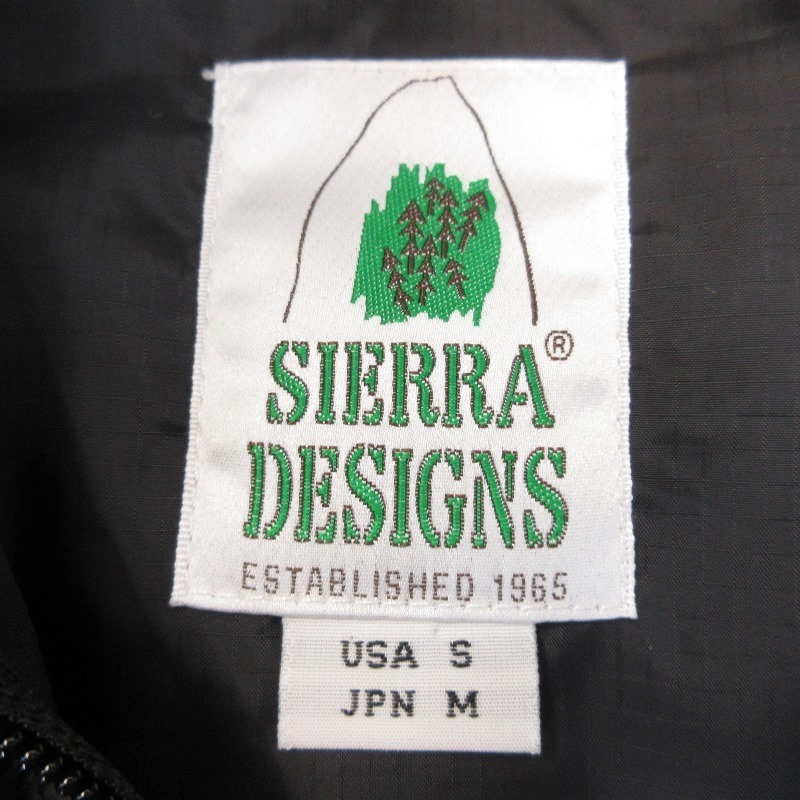 SIERRA®
DESIGNS
ESTABLISHED 1965
USA S
JPN M